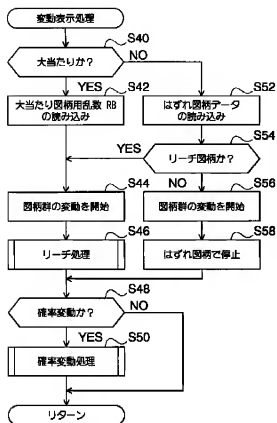 変動表示処理
S40
大当たりか？
NO
YES
S42
大当たり図柄用乱数 RB
の読み込み
S52
はずれ図柄データ
の読み込み
S54
YES
リーチ図柄か？
S44
図柄群の変動を開始
NO
S56
図柄群の変動を開始
S46
リーチ処理
S58
はずれ図柄で停止
S48
確率変動か？
NO
YES
S50
確率変動処理
リターン